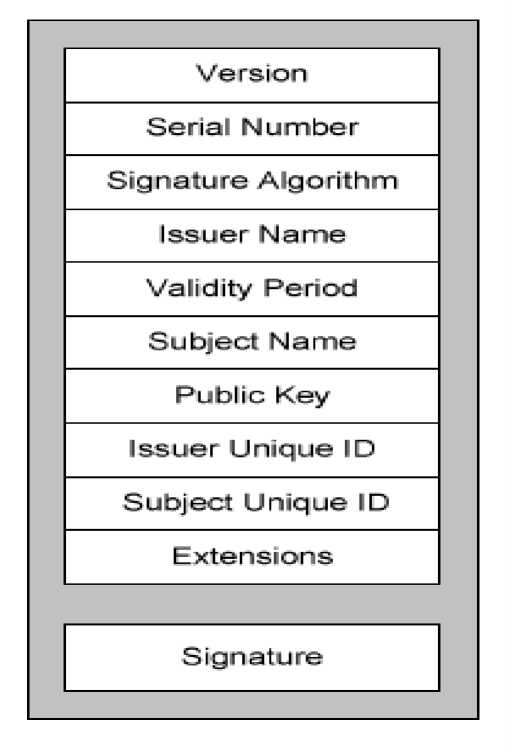 Version
Serial Number
Signature Algorithm
Issuer Name
Validity Period
Subject Name
Public Key
Issuer Unique ID
Subject Unique ID
Extensions
Signature